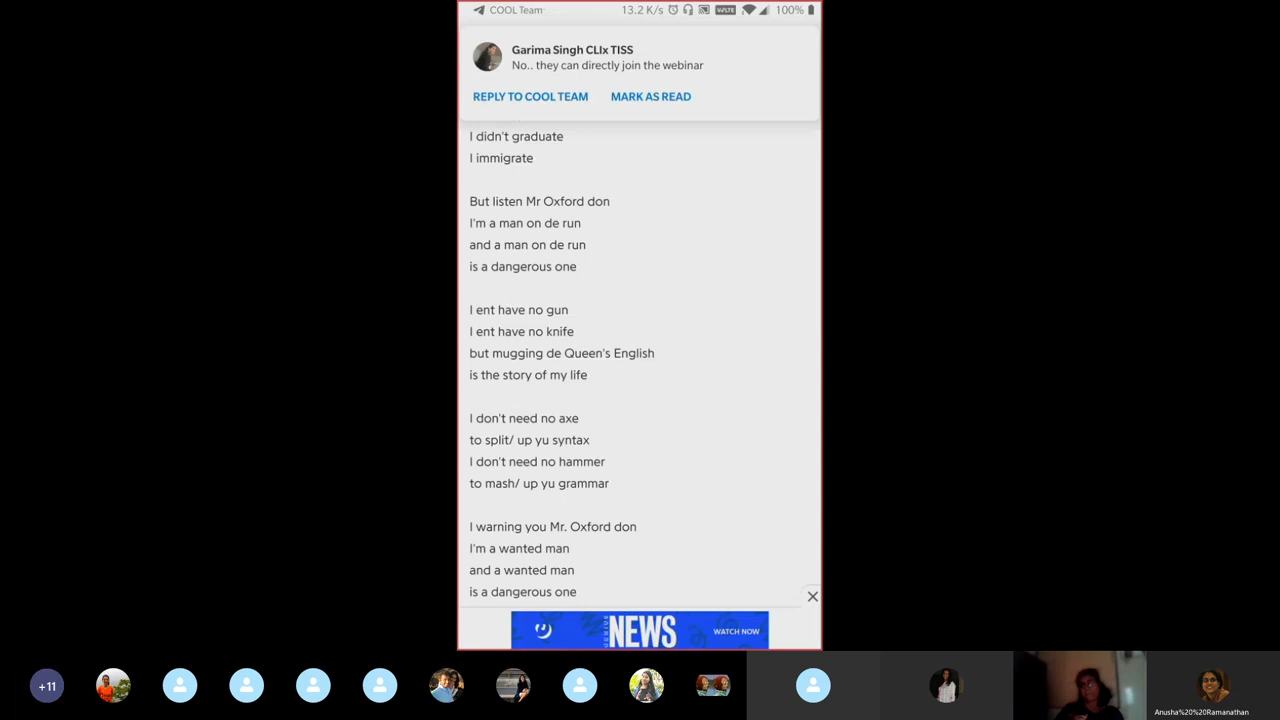 COOL Team
13.2 K/s
VoLTE
100%
Garima Singh CLIx TISS
No.. they can directly join the webinar
REPLY TO COOL TEAM MARK AS READ
I didn't graduate
I immigrate
But listen Mr Oxford don
I'm a man on de run
and a man on de run
is a dangerous one
I ent have no gun
I ent have no knife
but mugging de Queen's English
is the story of my life
I don't need no axe
to split/ up yu syntax
I don't need no hammer
to mash/ up yu grammar
I warning you Mr. Oxford don
I'm a wanted man
and a wanted man
is a dangerous one
GENIUS NEWS WATCH NOW
+11
Anusha%20%20Ramanathan